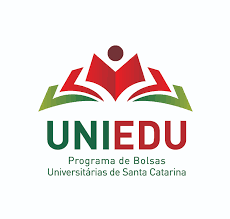 UNIEDU
Programa de Bolsas
Universitárias de Santa Catarina